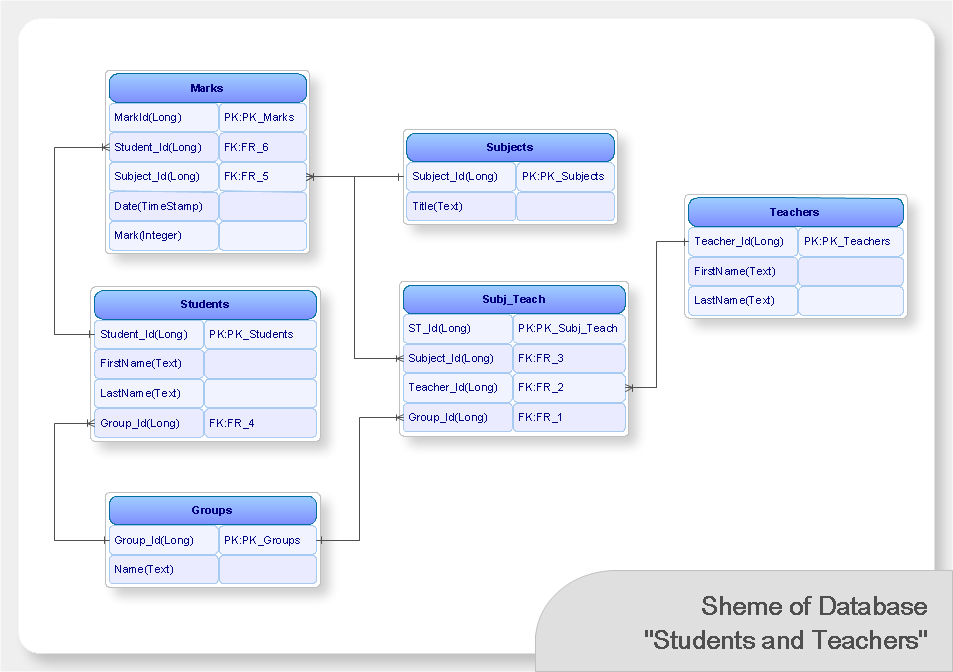 Marks
MarkId(Long) PK:PK_Marks
Student_Id(Long) FK:FR_6
Subject_Id(Long) FK:FR_5
Date(TimeStamp)
Mark(Integer)
Subjects
Subject_Id(Long) PK:PK_Subjects
Title(Text)
Teachers
Teacher_Id(Long) PK:PK_Teachers
FirstName(Text)
LastName(Text)
Students
Student_Id(Long) PK:PK_Students
FirstName(Text)
LastName(Text)
Group_Id(Long) FK:FR_4
Subj_Teach
ST_Id(Long) PK:PK_Subj_Teach
Subject_Id(Long) FK:FR_3
Teacher_Id(Long) FK:FR_2
Group_Id(Long) FK:FR_1
Groups
Group_Id(Long) PK:PK_Groups
Name(Text)
Sheme of Database
"Students and Teachers"